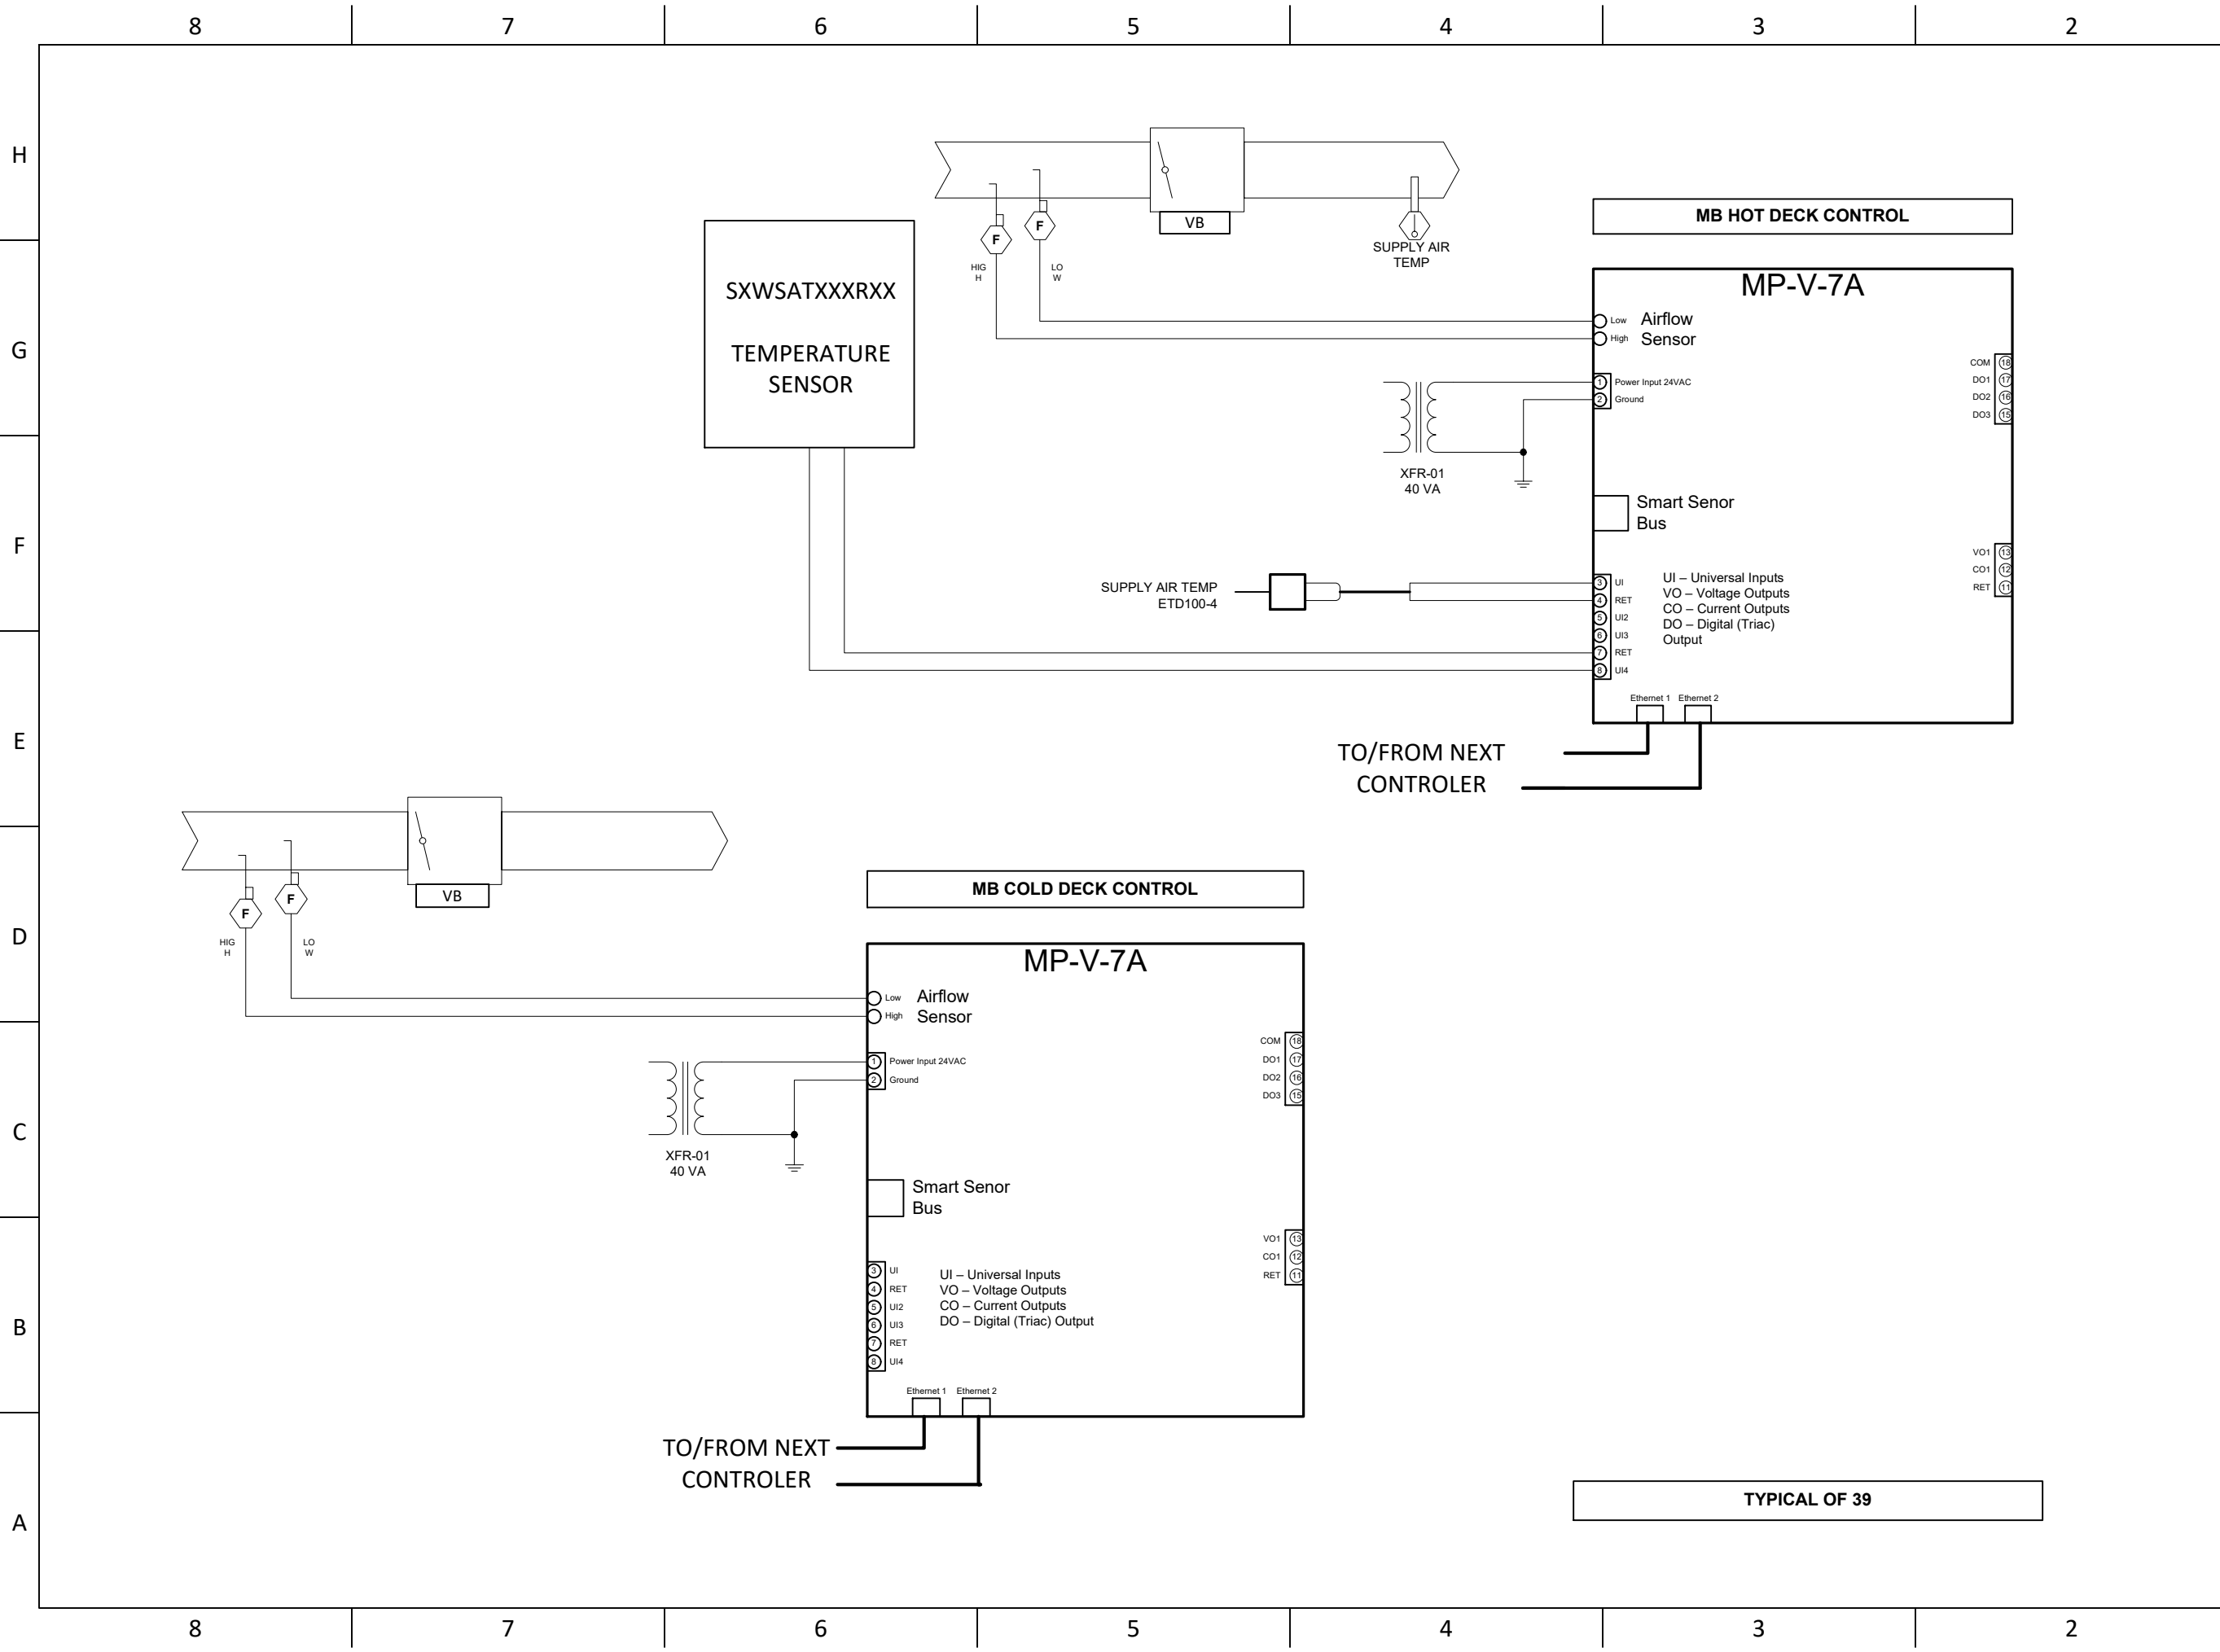 8 7 6 5 4 3 2
H
G
F
E
D
C
B
A
VB
F
F
HIG
H
LO
W
SUPPLY AIR
TEMP
SXWSATXXXRXX
TEMPERATURE
SENSOR
MB HOT DECK CONTROL
MP-V-7A
Low
High
Airflow
Sensor
1 Power Input 24VAC
2 Ground
XFR-01
40 VA
Smart Senor
Bus
SUPPLY AIR TEMP
ETD100-4
3 UI
4 RET
5 UI2
6 UI3
7 RET
8 UI4
UI – Universal Inputs
VO – Voltage Outputs
CO – Current Outputs
DO – Digital (Triac)
Output
COM 18
DO1 17
DO2 16
DO3 15
VO1 13
CO1 12
RET 11
Ethernet 1 Ethernet 2
TO/FROM NEXT
CONTROLER
VB
F
F
HIG
H
LO
W
MB COLD DECK CONTROL
MP-V-7A
Low
High
Airflow
Sensor
1 Power Input 24VAC
2 Ground
XFR-01
40 VA
Smart Senor
Bus
3 UI
4 RET
5 UI2
6 UI3
7 RET
8 UI4
UI – Universal Inputs
VO – Voltage Outputs
CO – Current Outputs
DO – Digital (Triac) Output
COM 18
DO1 17
DO2 16
DO3 15
VO1 13
CO1 12
RET 11
Ethernet 1 Ethernet 2
TO/FROM NEXT
CONTROLER
TYPICAL OF 39
8 7 6 5 4 3 2